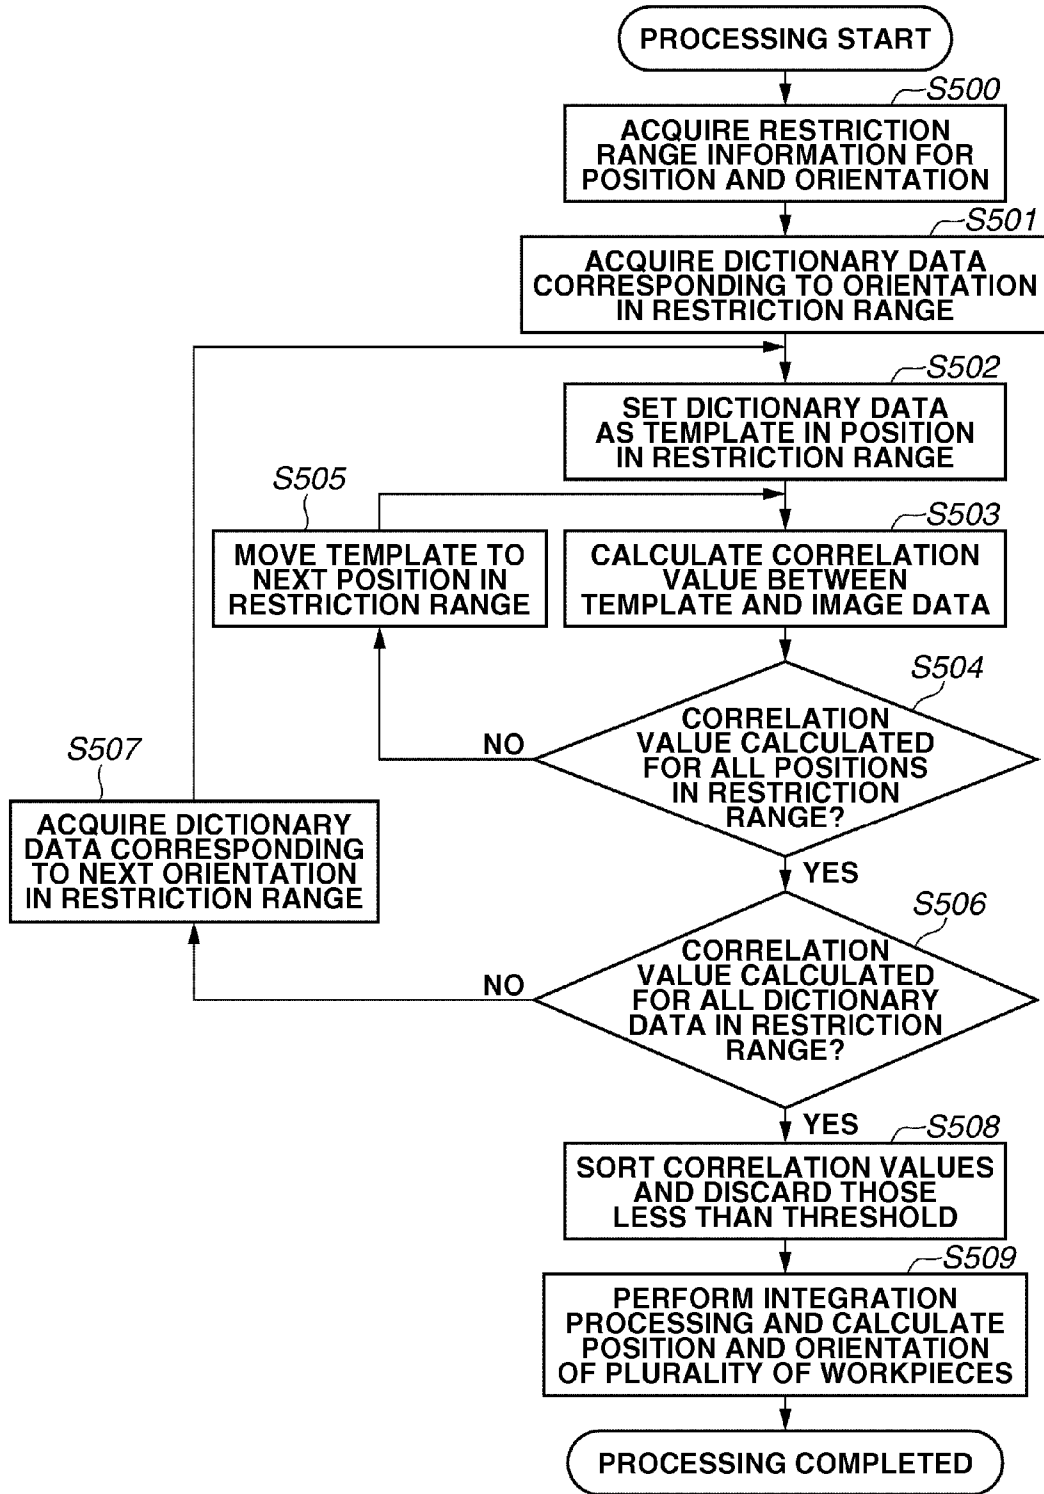 PROCESSING START
S500
ACQUIRE RESTRICTION
RANGE INFORMATION FOR
POSITION AND ORIENTATION
S501
ACQUIRE DICTIONARY DATA
CORRESPONDING TO ORIENTATION
IN RESTRICTION RANGE
S502
SET DICTIONARY DATA
AS TEMPLATE IN POSITION
IN RESTRICTION RANGE
S505
MOVE TEMPLATE TO
NEXT POSITION IN
RESTRICTION RANGE
S503
CALCULATE CORRELATION
VALUE BETWEEN
TEMPLATE AND IMAGE DATA
S504
CORRELATION
VALUE CALCULATED
FOR ALL POSITIONS
IN RESTRICTION
RANGE?
NO
YES
S507
ACQUIRE DICTIONARY
DATA CORRESPONDING
TO NEXT ORIENTATION
IN RESTRICTION RANGE
S506
CORRELATION
VALUE CALCULATED
FOR ALL DICTIONARY
DATA IN RESTRICTION
RANGE?
NO
YES
S508
SORT CORRELATION VALUES
AND DISCARD THOSE
LESS THAN THRESHOLD
S509
PERFORM INTEGRATION
PROCESSING AND CALCULATE
POSITION AND ORIENTATION
OF PLURALITY OF WORKPIECES
PROCESSING COMPLETED